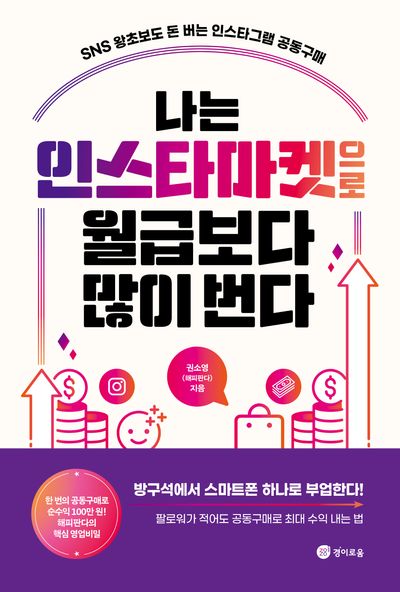 SNS 왕초보도 돈 버는 인스타그램 공동구매
나는
인스타마켓으로
월급보다
많이 번다
권소영
(해피판다)
지음
한 번의 공동구매로
순수익 100만 원!
해피판다의
핵심 영업비밀
방구석에서 스마트폰 하나로 부업한다!
팔로워가 적어도 공동구매로 최대 수익 내는 법
경이로움